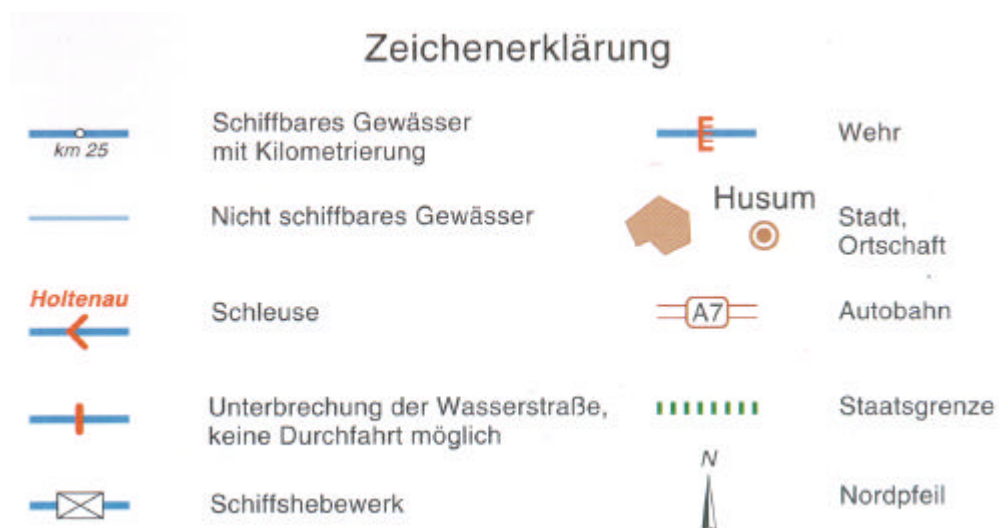 Zeichenerklärung
km 25
Schiffbares Gewässer
mit Kilometrierung
Nicht schiffbares Gewässer
Holtenau
Schleuse
Unterbrechung der Wasserstraße,
keine Durchfahrt möglich
Schiffshebewerk
Wehr
Husum
Stadt,
Ortschaft
A7
Autobahn
Staatsgrenze
N
Nordpfeil